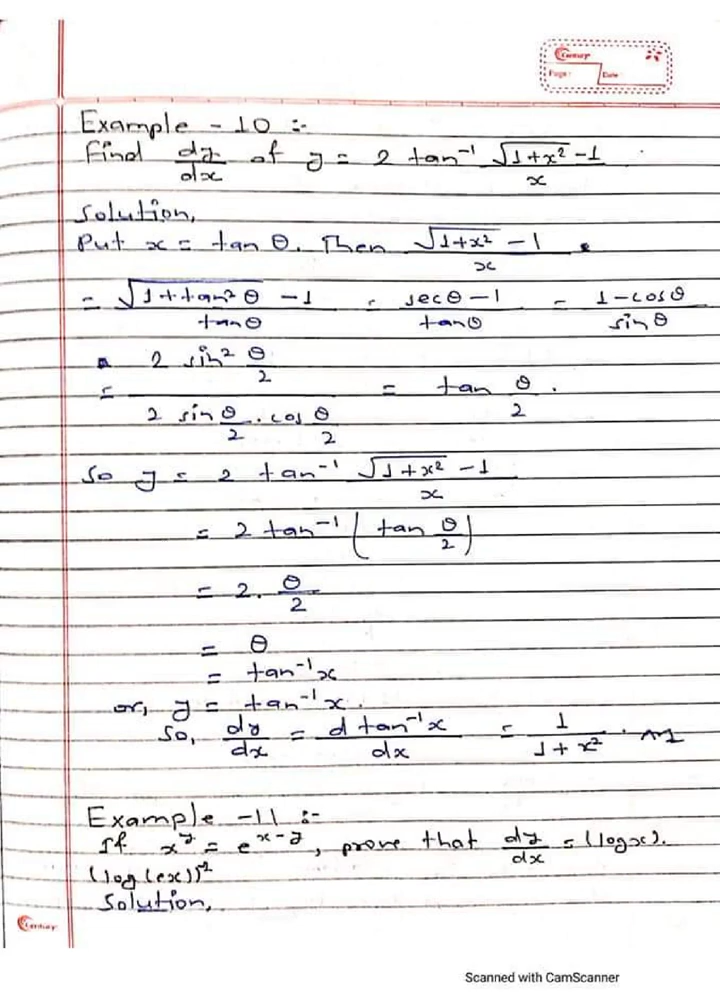 Century
Page: Date:
Example - 10 :-
Find dy/dx of y = 2 tan⁻¹ (√(1+x²) -1)/x .
Solution,
Put x = tan θ. Then (√(1+x²) - 1)/x
= (√(1+tan²θ) -1)/tanθ = (secθ -1)/tanθ = (1-cosθ)/sinθ
= (2 sin² θ/2)/(2 sin θ/2 . cos θ/2) = tan θ/2 .
So y = 2 tan⁻¹ (√(1+x²) -1)/x
= 2 tan⁻¹ (tan θ/2)
= 2. θ/2
= θ
= tan⁻¹x
or, y = tan⁻¹x.
So, dy/dx = d tan⁻¹x/dx = 1/(1+x²) .
Example -11 :-
If x^y = e^(x-y), prove that dy/dx = (logx).
(log(ex))⁻²
Solution,
Century
Scanned with CamScanner